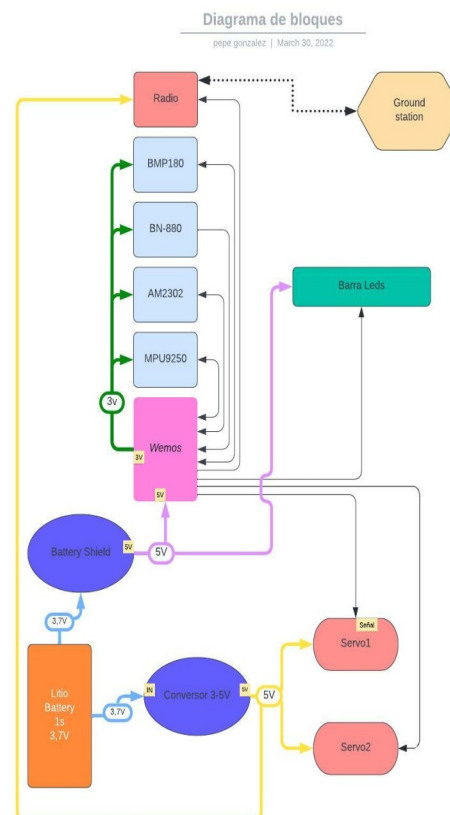 Diagrama de bloques
pepe gonzalez | March 30, 2022
Radio
Ground
station
BMP180
BN-880
Barra Leds
AM2302
MPU9250
3v
Wemos
3V
5V
Battery Shield
5V
5V
3,7V
Señal
Servo1
Litio
Battery
1s
3,7V
IN
Conversor 3-5V
5V
5V
3,7V
Servo2